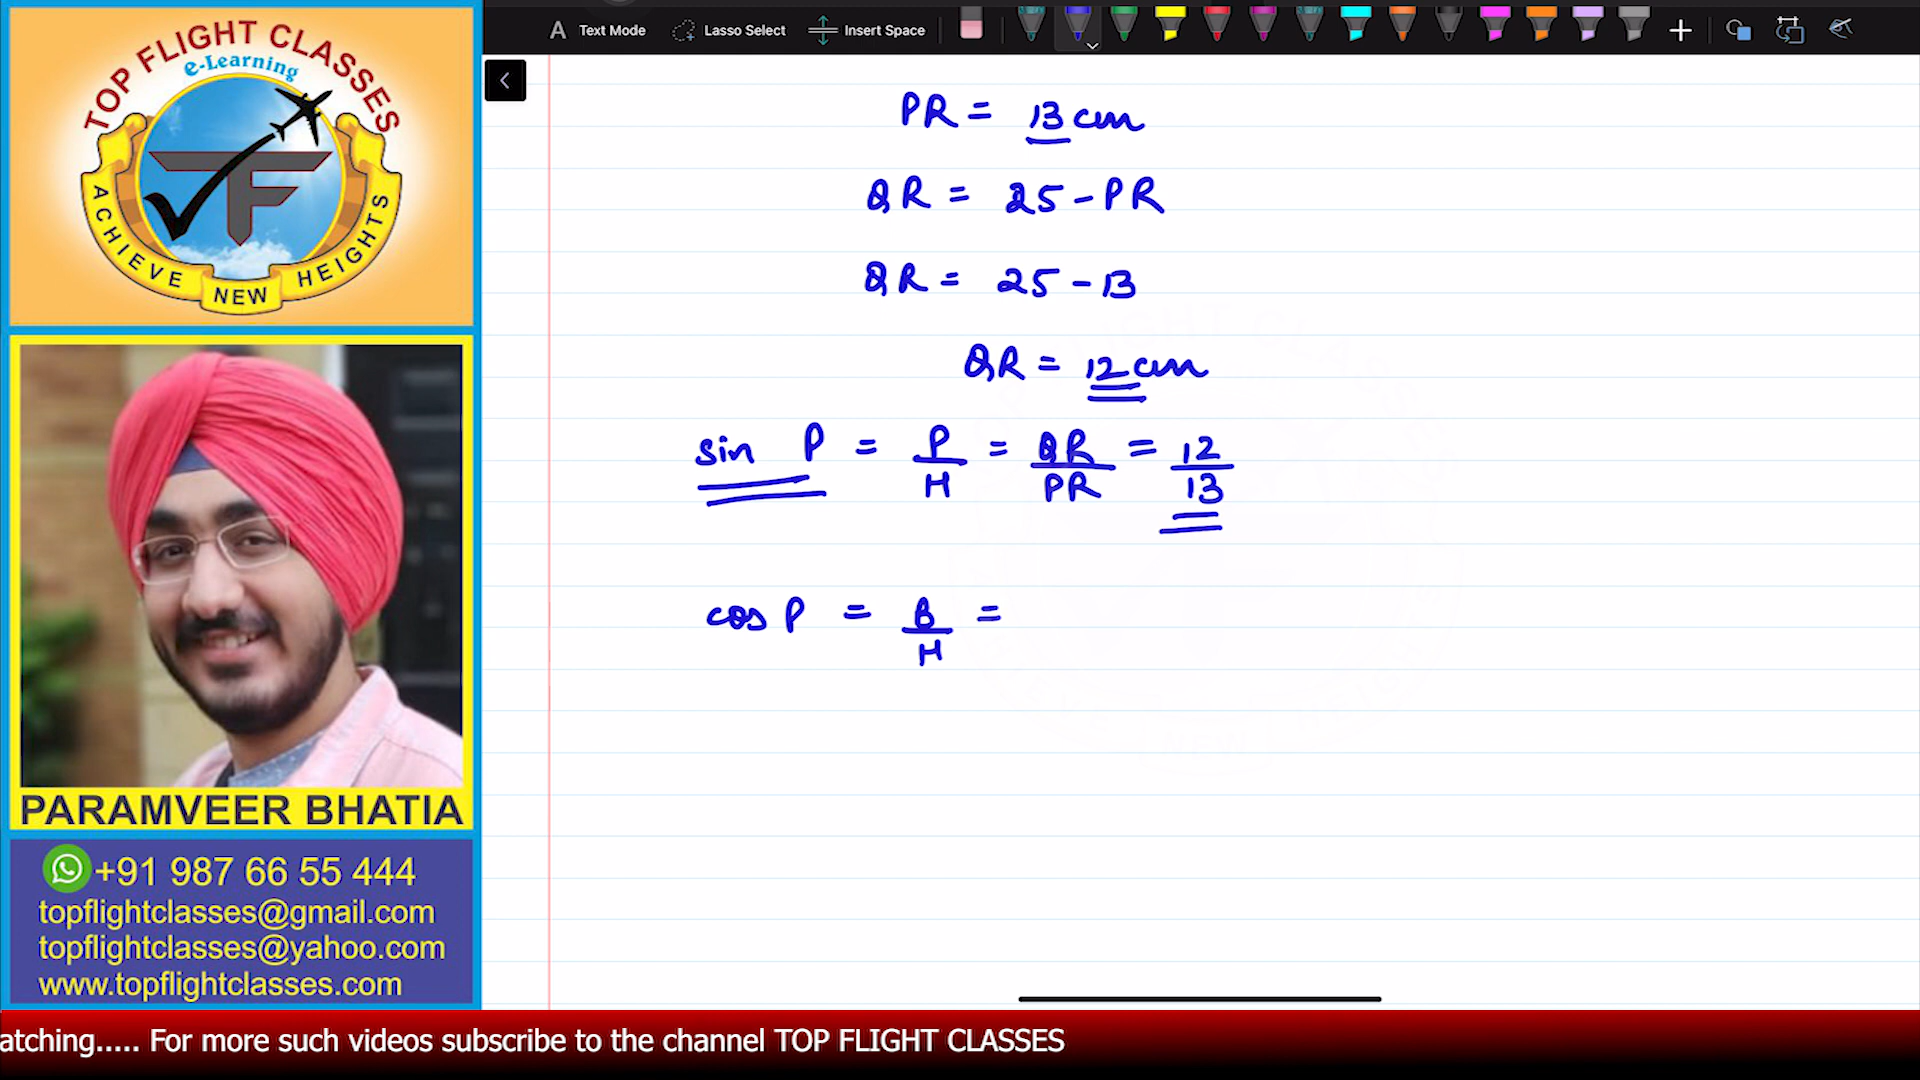 TOP FLIGHT CLASSES
e-Learning
TF
ACHIEVE NEW HEIGHTS
PARAMVEER BHATIA
+91 987 66 55 444
topflightclasses@gmail.com
topflightclasses@yahoo.com
www.topflightclasses.com
A Text Mode Lasso Select Insert Space
PR = 13 cm
QR = 25 - PR
QR = 25 - 13
QR = 12 cm
sin P = P/H = QR/PR = 12/13
cos P = B/H =
atching..... For more such videos subscribe to the channel TOP FLIGHT CLASSES